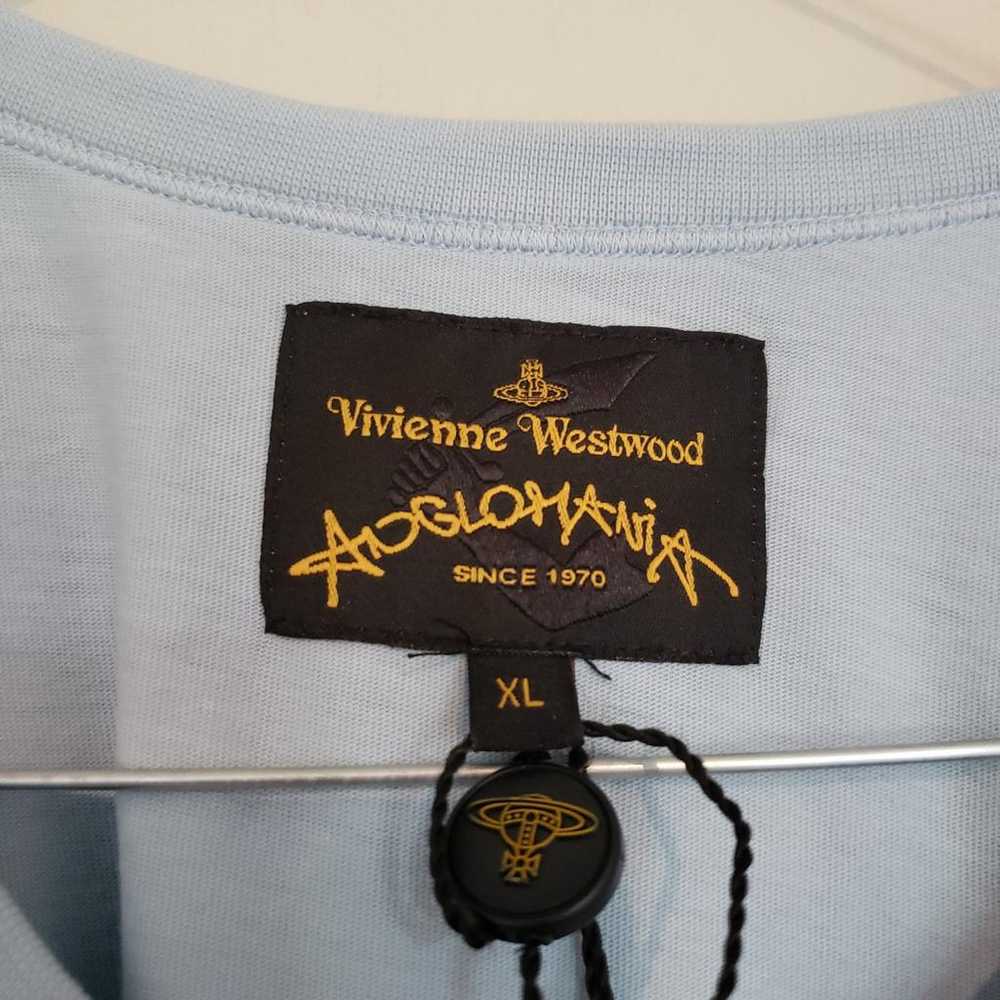 Vivienne Westwood
ANGLOMANiA
SINCE 1970
XL